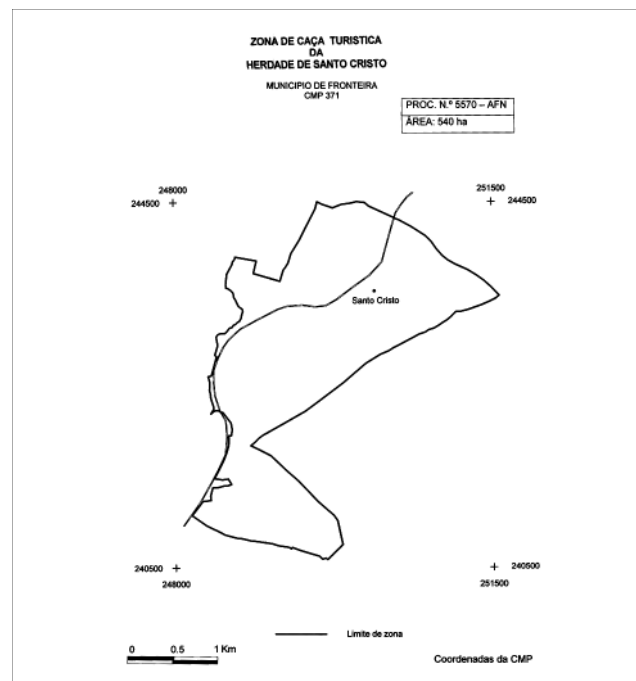 ZONA DE CAÇA TURISTICA
DA
HERDADE DE SANTO CRISTO
MUNICIPIO DE FRONTEIRA
CMP 371
PROC. N.º 5570 – AFN
ÁREA: 540 ha
248000
244500
251500
244500
Santo Cristo
240500
248000
240500
251500
Limite de zona
0 0.5 1 Km
Coordenadas da CMP